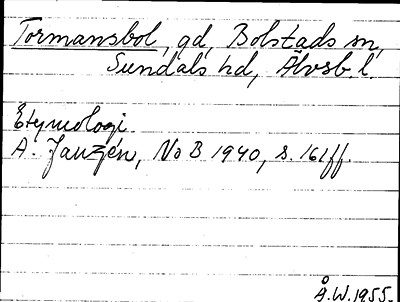 Tormansbol, gd, Bolstads sn,
Sundals hd, Älvsb. l.
Etymologi.
A. Janzén, NoB 1940, s. 161ff.
Å.W. 1955.